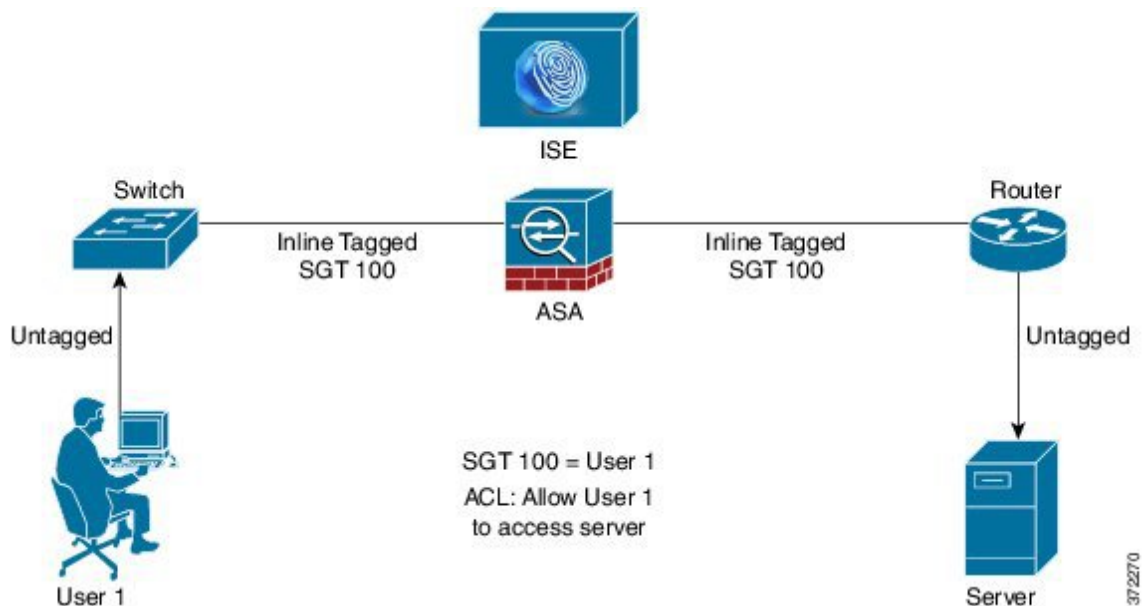 ISE
Switch
Router
Inline Tagged
SGT 100
Inline Tagged
SGT 100
ASA
Untagged
Untagged
SGT 100 = User 1
ACL: Allow User 1
to access server
User 1
Server
372270